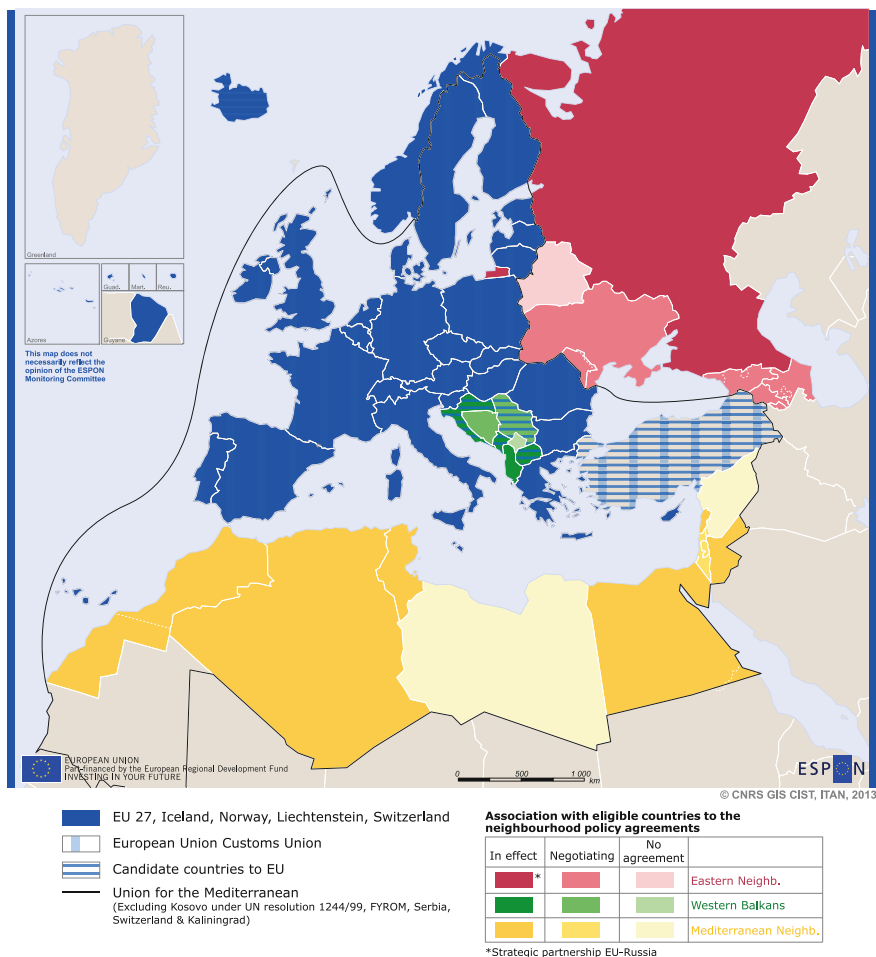 Greenland
Guad. Mart. Reu.
Azores
Guyane
This map does not
necessarily reflect the
opinion of the ESPON
Monitoring Committee
EUROPEAN UNION
Part-financed by the European Regional Development Fund
INVESTING IN YOUR FUTURE
0 500 1 000
km
ESPON
© CNRS GIS CIST, ITAN, 2013
EU 27, Iceland, Norway, Liechtenstein, Switzerland
European Union Customs Union
Candidate countries to EU
Union for the Mediterranean
(Excluding Kosovo under UN resolution 1244/99, FYROM, Serbia,
Switzerland & Kaliningrad)
Association with eligible countries to the
neighbourhood policy agreements
In effect Negotiating No agreement
* Eastern Neighb.
Western Balkans
Mediterranean Neighb.
*Strategic partnership EU-Russia